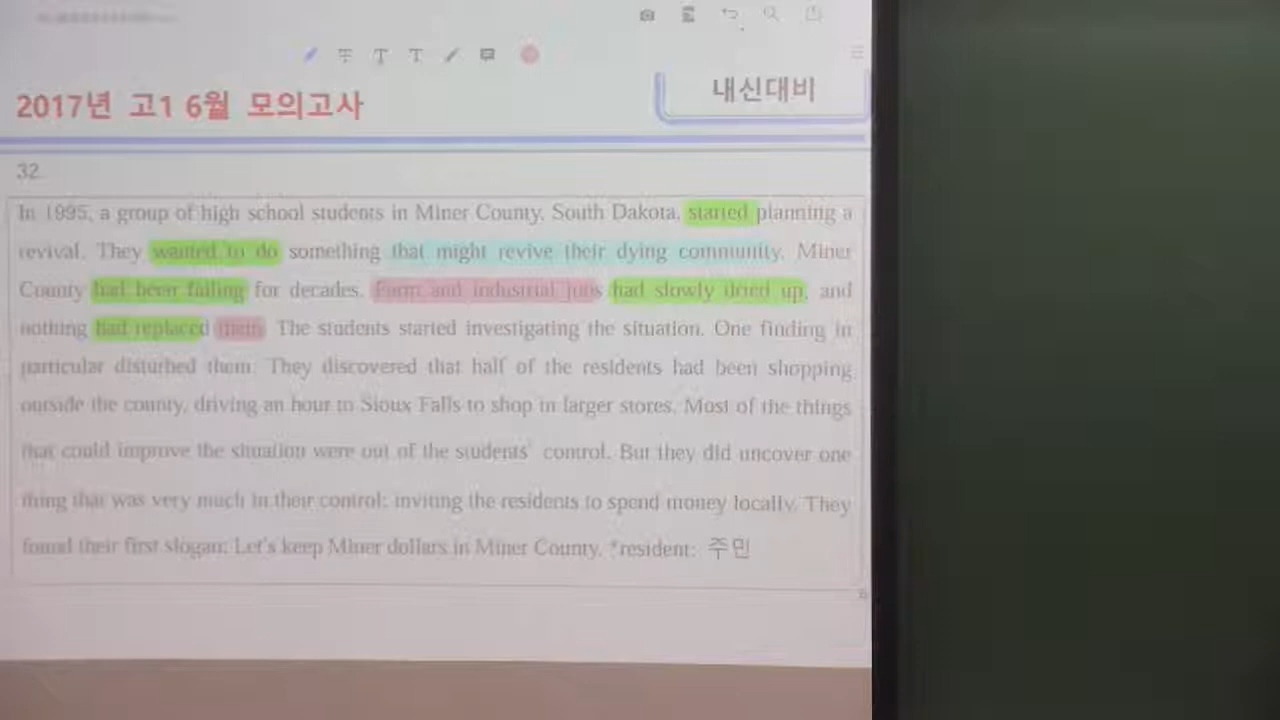 2017년 고1 6월 모의고사
내신대비
32.
In 1995, a group of high school students in Miner County, South Dakota, started planning a
revival. They wanted to do something that might revive their dying community. Miner
County had been failing for decades. Farm and industrial jobs had slowly dried up, and
nothing had replaced them. The students started investigating the situation. One finding in
particular disturbed them: They discovered that half of the residents had been shopping
outside the county, driving an hour to Sioux Falls to shop in larger stores. Most of the things
that could improve the situation were out of the students' control. But they did uncover one
thing that was very much in their control: inviting the residents to spend money locally. They
found their first slogan: Let's keep Miner dollars in Miner County. *resident: 주민